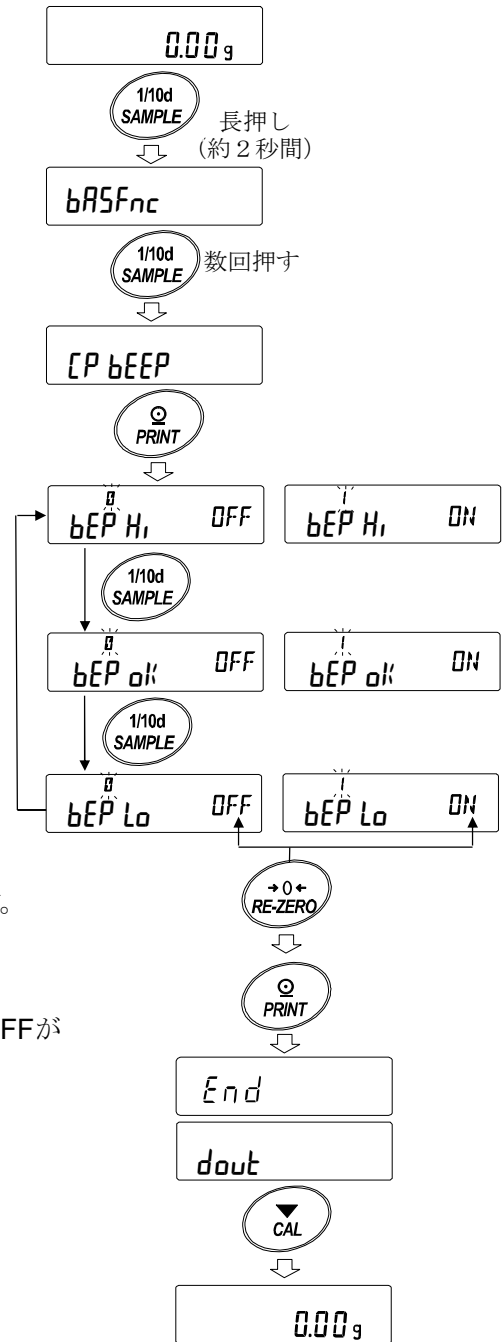 0.00 g
1/10d
SAMPLE
長押し
(約２秒間)
bASFnc
1/10d
SAMPLE
数回押す
CP bEEP
PRINT
0
bEP Hi OFF
1
bEP Hi ON
1/10d
SAMPLE
0
bEP ok OFF
1
bEP ok ON
1/10d
SAMPLE
0
bEP Lo OFF
1
bEP Lo ON
。
→0←
RE-ZERO
PRINT
FFが
End
dout
CAL
0.00 g